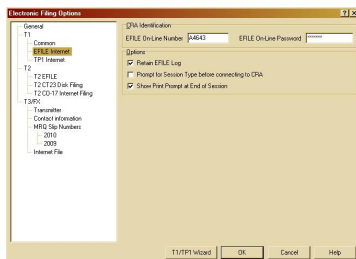 Electronic Filing Options
General
T1
Common
EFILE Internet
TP1 Internet
T2
T2 EFILE
T2 CT23 Disk Filing
T2 CO-17 Internet Filing
T3/FX
Transmitter
Contact information
MRQ Slip Numbers
2010
2009
Internet File
CRA Identification
EFILE On-Line Number A4643 EFILE On-Line Password *******
Options
Retain EFILE Log
Prompt for Session Type before connecting to CRA
Show Print Prompt at End of Session
T1/TP1 Wizard OK Cancel Help